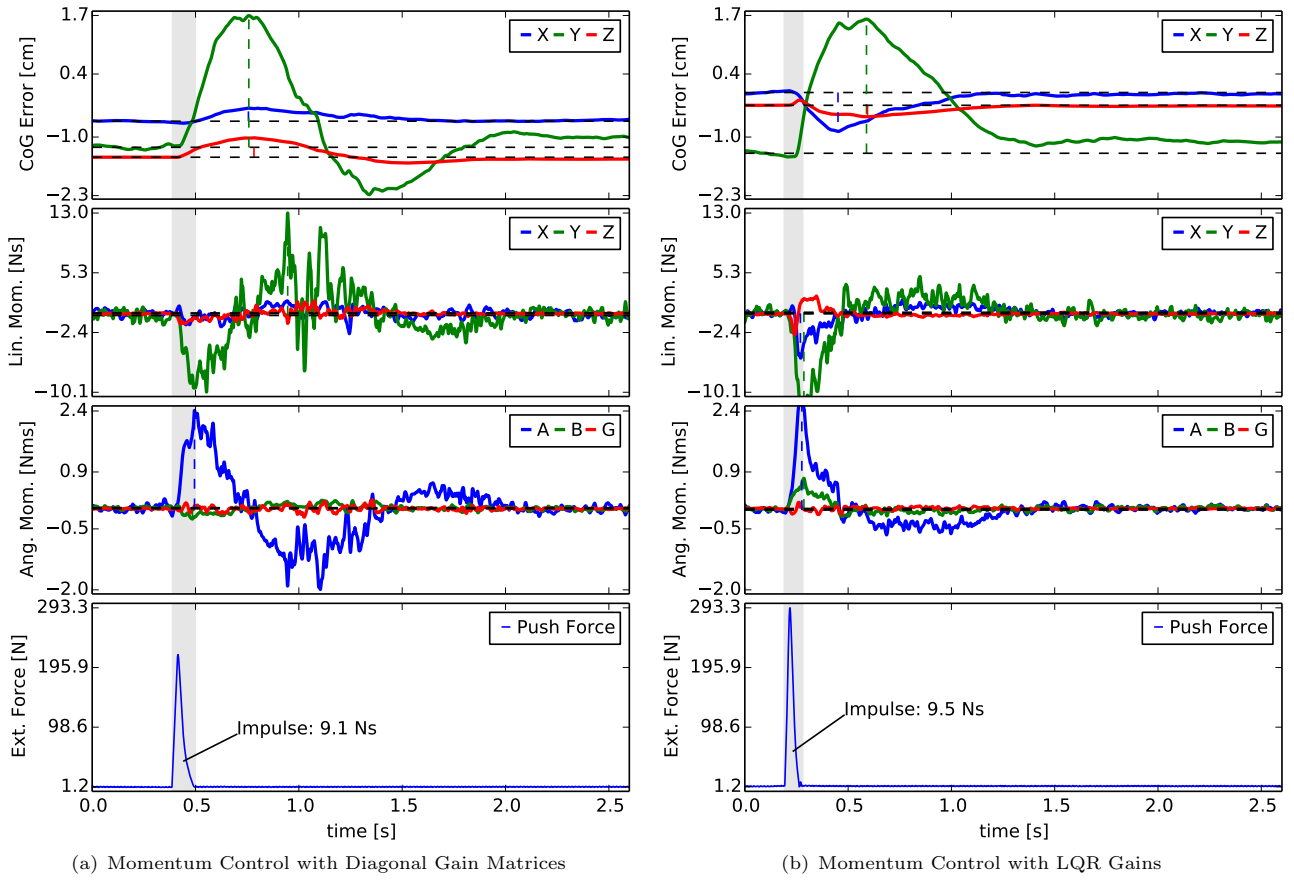 1.7
0.4
−1.0
−2.3
CoG Error [cm]
X Y Z
13.0
5.3
−2.4
−10.1
Lin. Mom. [Ns]
X Y Z
2.4
0.9
−0.5
−2.0
Ang. Mom. [Nms]
A B G
293.3
195.9
98.6
1.2
Ext. Force [N]
Push Force
Impulse: 9.1 Ns
0.0 0.5 1.0 1.5 2.0 2.5
time [s]
(a) Momentum Control with Diagonal Gain Matrices
1.7
0.4
−1.0
−2.3
CoG Error [cm]
X Y Z
13.0
5.3
−2.4
−10.1
Lin. Mom. [Ns]
X Y Z
2.4
0.9
−0.5
−2.0
Ang. Mom. [Nms]
A B G
293.3
195.9
98.6
1.2
Ext. Force [N]
Push Force
Impulse: 9.5 Ns
0.0 0.5 1.0 1.5 2.0 2.5
time [s]
(b) Momentum Control with LQR Gains